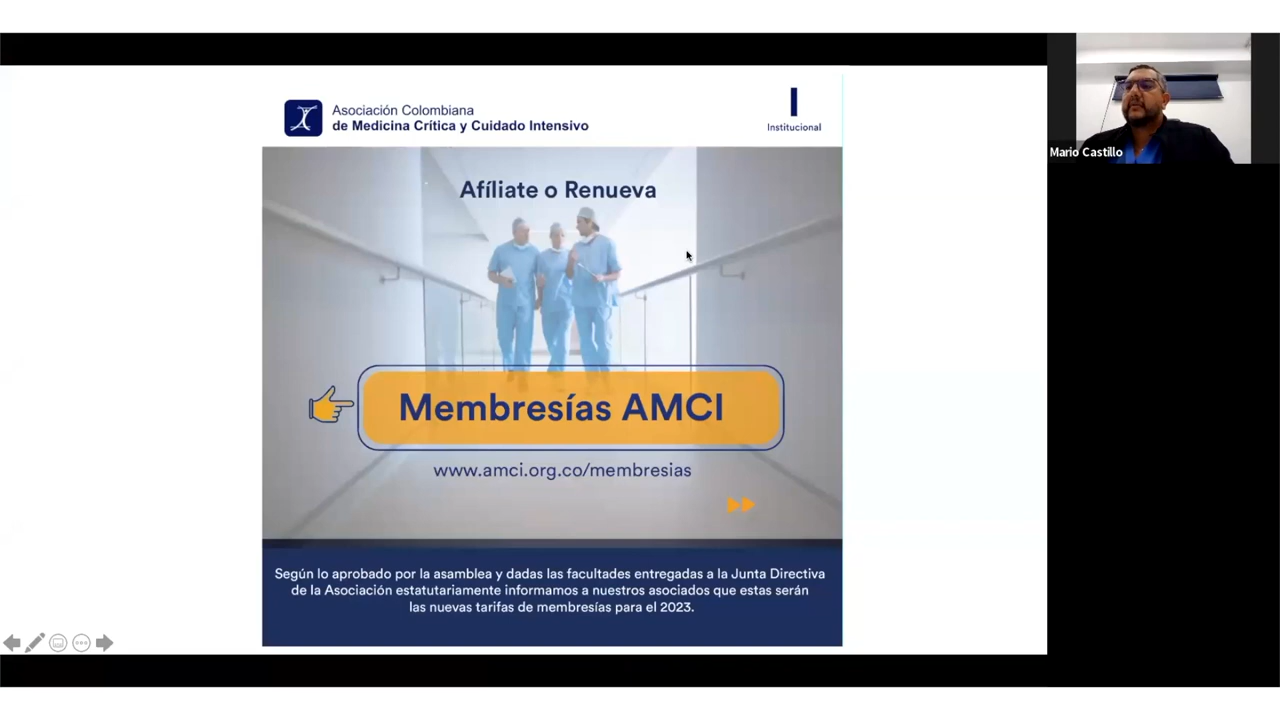 Asociación Colombiana
de Medicina Crítica y Cuidado Intensivo
Institucional
Mario Castillo
Afíliate o Renueva
Membresías AMCI
www.amci.org.co/membresias
Según lo aprobado por la asamblea y dadas las facultades entregadas a la Junta Directiva
de la Asociación estatutariamente informamos a nuestros asociados que estas serán
las nuevas tarifas de membresías para el 2023.